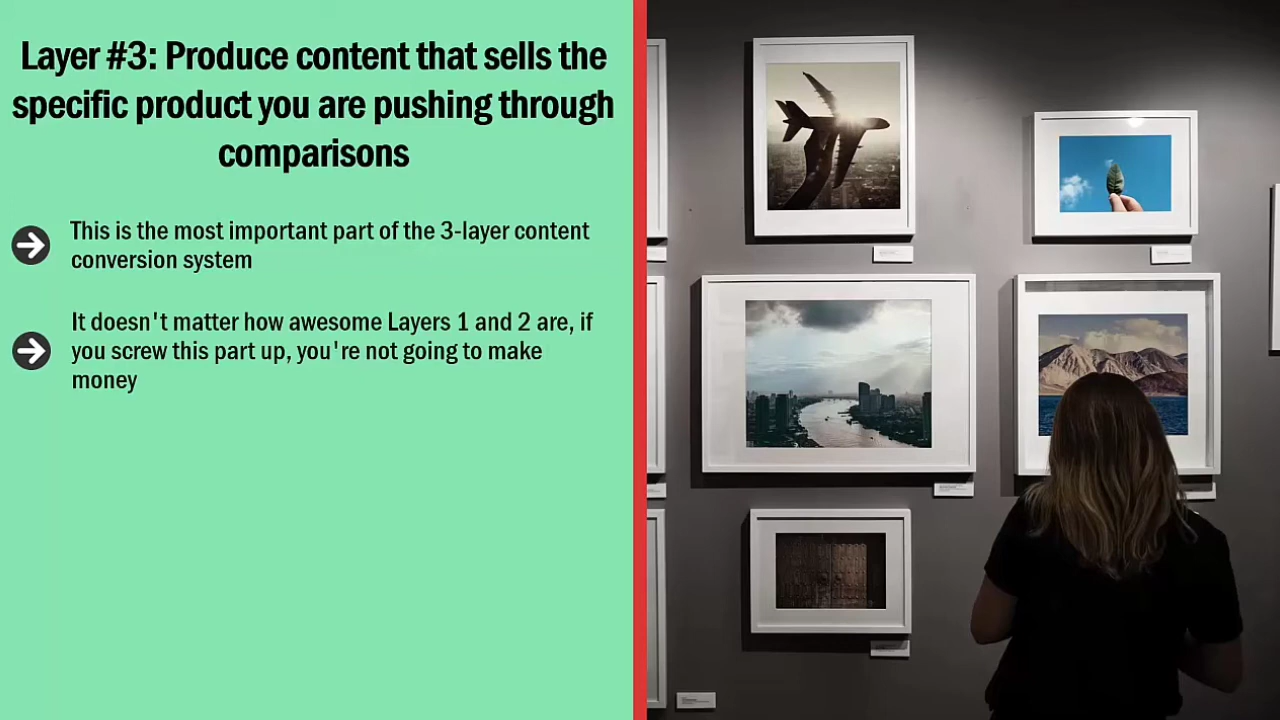 Layer #3: Produce content that sells the
specific product you are pushing through
comparisons
This is the most important part of the 3-layer content
conversion system
It doesn't matter how awesome Layers 1 and 2 are, if
you screw this part up, you're not going to make
money